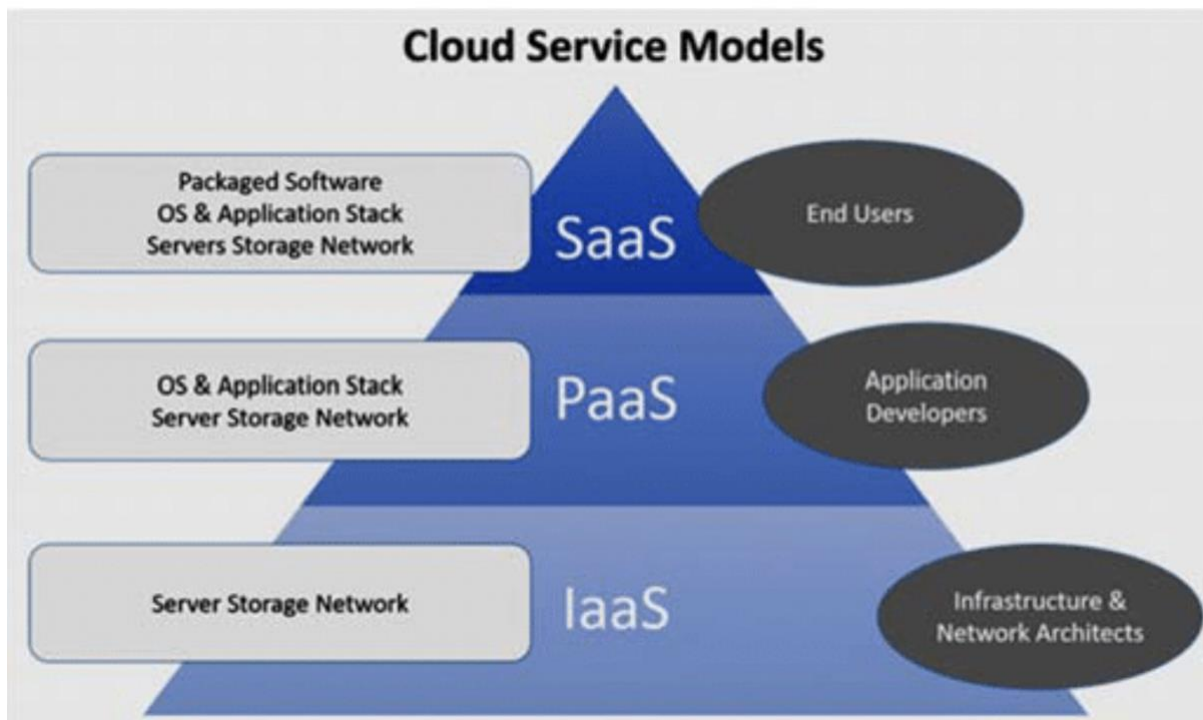 Cloud Service Models
Packaged Software
OS & Application Stack
Servers Storage Network
SaaS
End Users
OS & Application Stack
Server Storage Network
PaaS
Application
Developers
Server Storage Network
IaaS
Infrastructure &
Network Architects